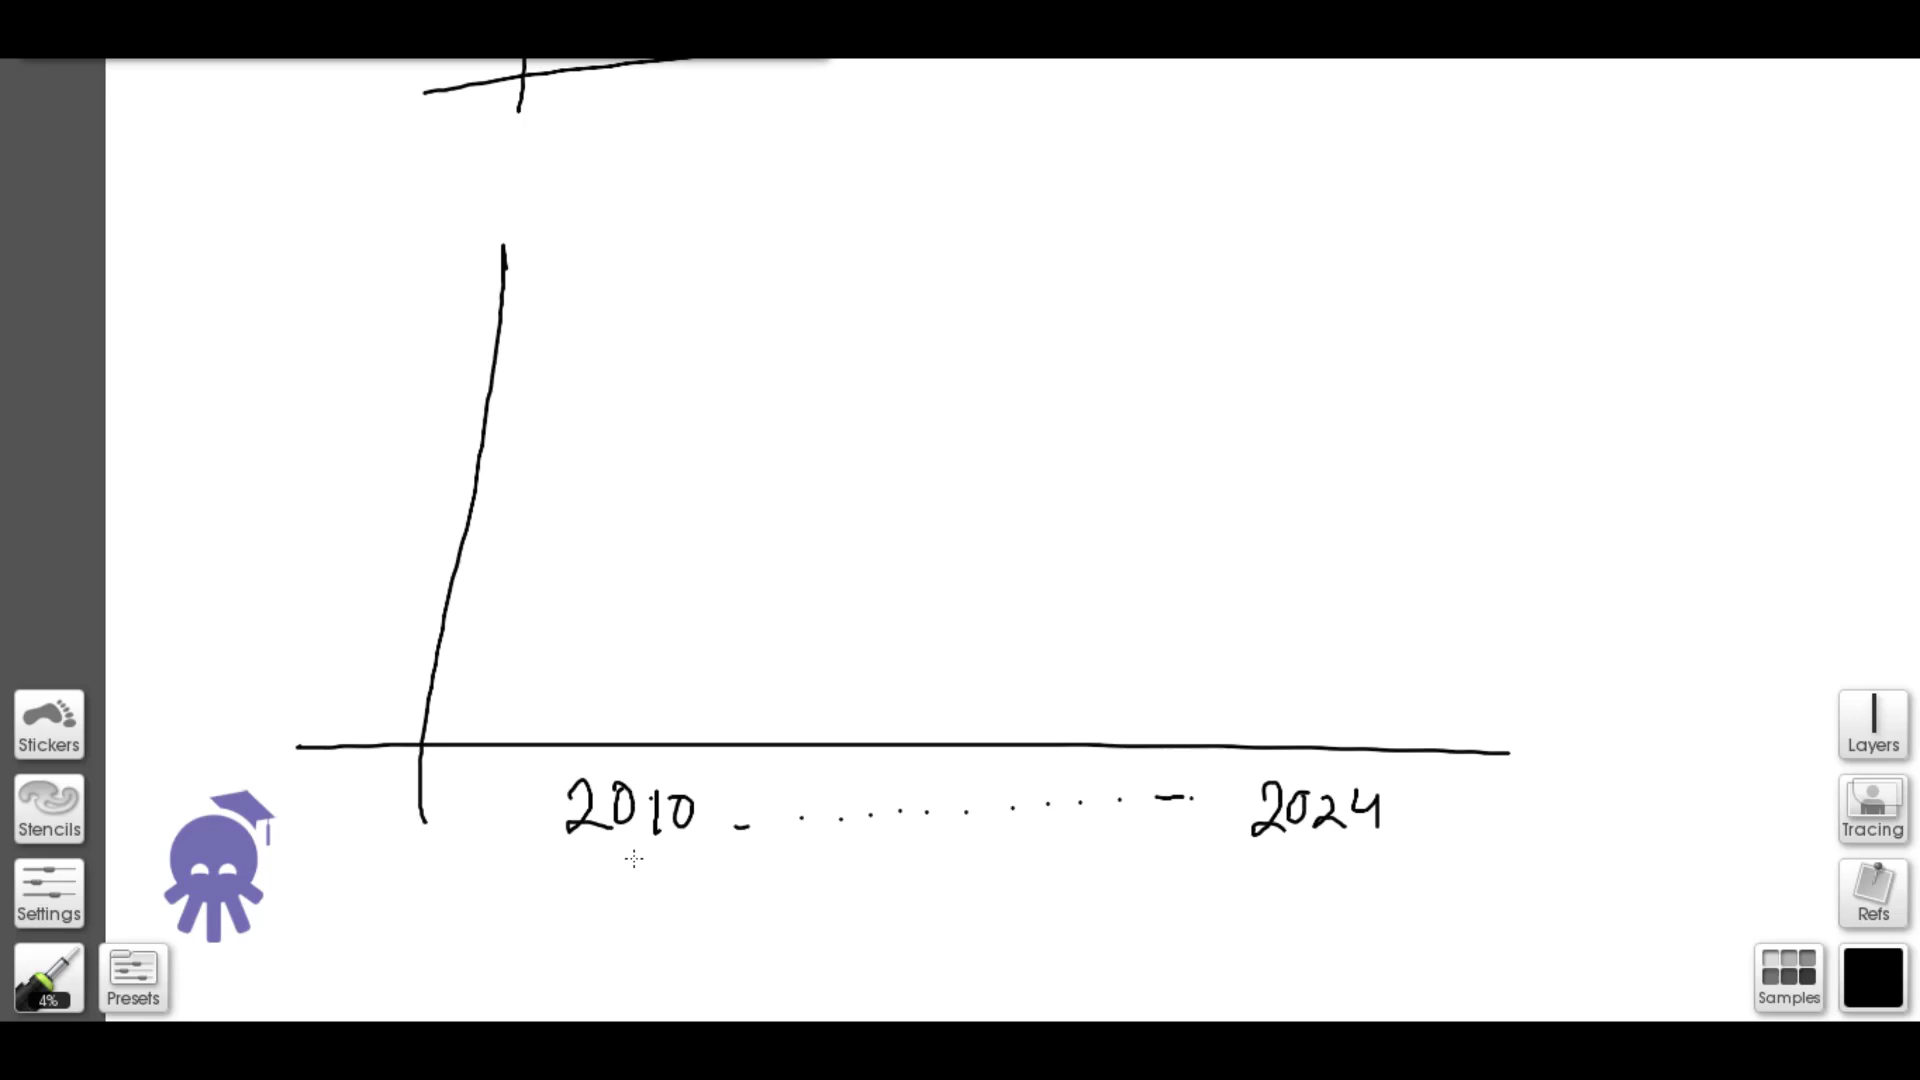 2010 - . . . . . . . . . . - . 2024
Stickers
Stencils
Settings
4%
Presets
Layers
Tracing
Refs
Samples